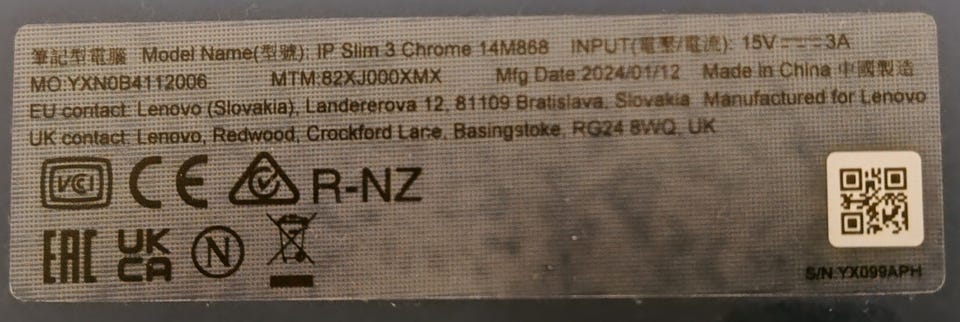 筆記型電腦 Model Name(型號): IP Slim 3 Chrome 14M868 INPUT(電壓/電流): 15V⎓3A
MO:YXN0B4112006 MTM:82XJ000XMX Mfg Date:2024/01/12 Made in China 中國製造
EU contact: Lenovo (Slovakia), Landererova 12, 81109 Bratislava, Slovakia Manufactured for Lenovo
UK contact: Lenovo, Redwood, Crockford Lane, Basingstoke, RG24 8WQ, UK
VCI CE R-NZ
EAC UK CA N
S/N:YX099APH